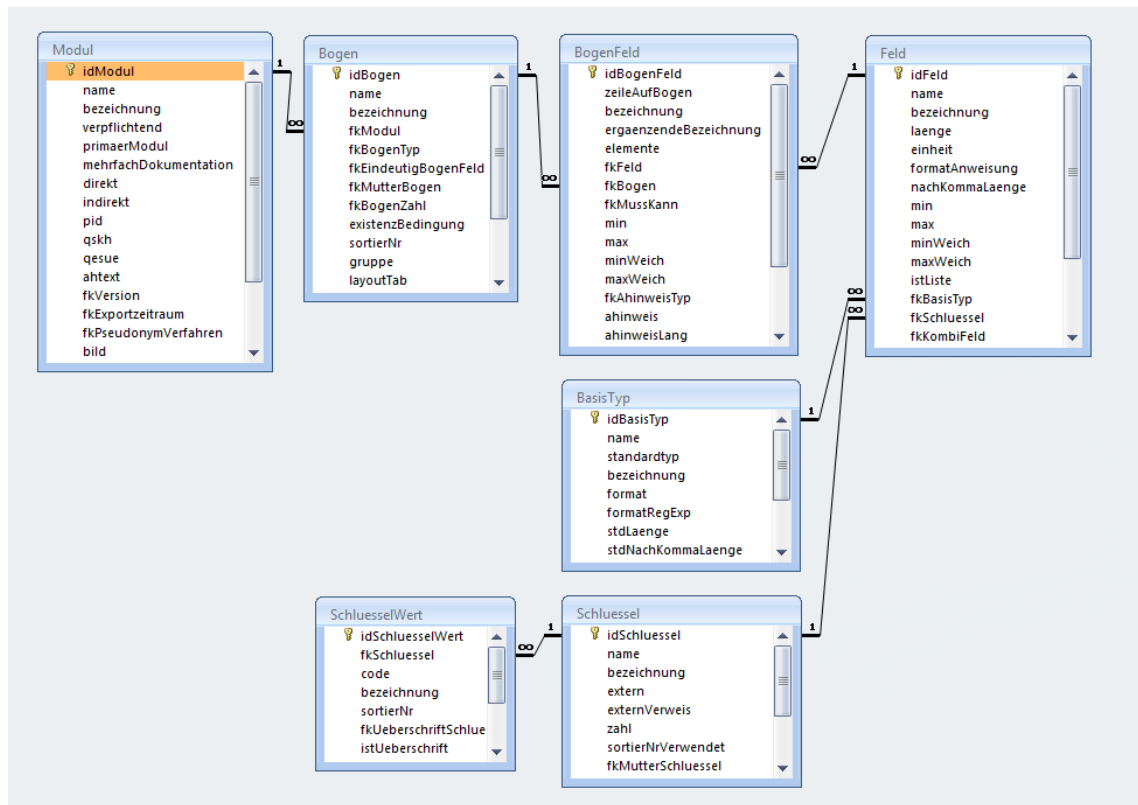 Modul
idModul
name
bezeichnung
verpflichtend
primaerModul
mehrfachDokumentation
direkt
indirekt
pid
qskh
qesue
ahtext
fkVersion
fkExportzeitraum
fkPseudonymVerfahren
bild
1
∞
Bogen
idBogen
name
bezeichnung
fkModul
fkBogenTyp
fkEindeutigBogenFeld
fkMutterBogen
fkBogenZahl
existenzBedingung
sortierNr
gruppe
layoutTab
1
∞
BogenFeld
idBogenFeld
zeileAufBogen
bezeichnung
ergaenzendeBezeichnung
elemente
fkFeld
fkBogen
fkMussKann
min
max
minWeich
maxWeich
fkAhinweisTyp
ahinweis
ahinweisLang
∞
1
Feld
idFeld
name
bezeichnung
laenge
einheit
formatAnweisung
nachKommaLaenge
min
max
minWeich
maxWeich
istListe
fkBasisTyp
fkSchluessel
fkKombiFeld
∞
∞
BasisTyp
idBasisTyp
name
standardtyp
bezeichnung
format
formatRegExp
stdLaenge
stdNachKommaLaenge
1
SchluesselWert
idSchluesselWert
fkSchluessel
code
bezeichnung
sortierNr
fkUeberschriftSchlue
istUeberschrift
∞
1
Schluessel
idSchluessel
name
bezeichnung
extern
externVerweis
zahl
sortierNrVerwendet
fkMutterSchluessel
1